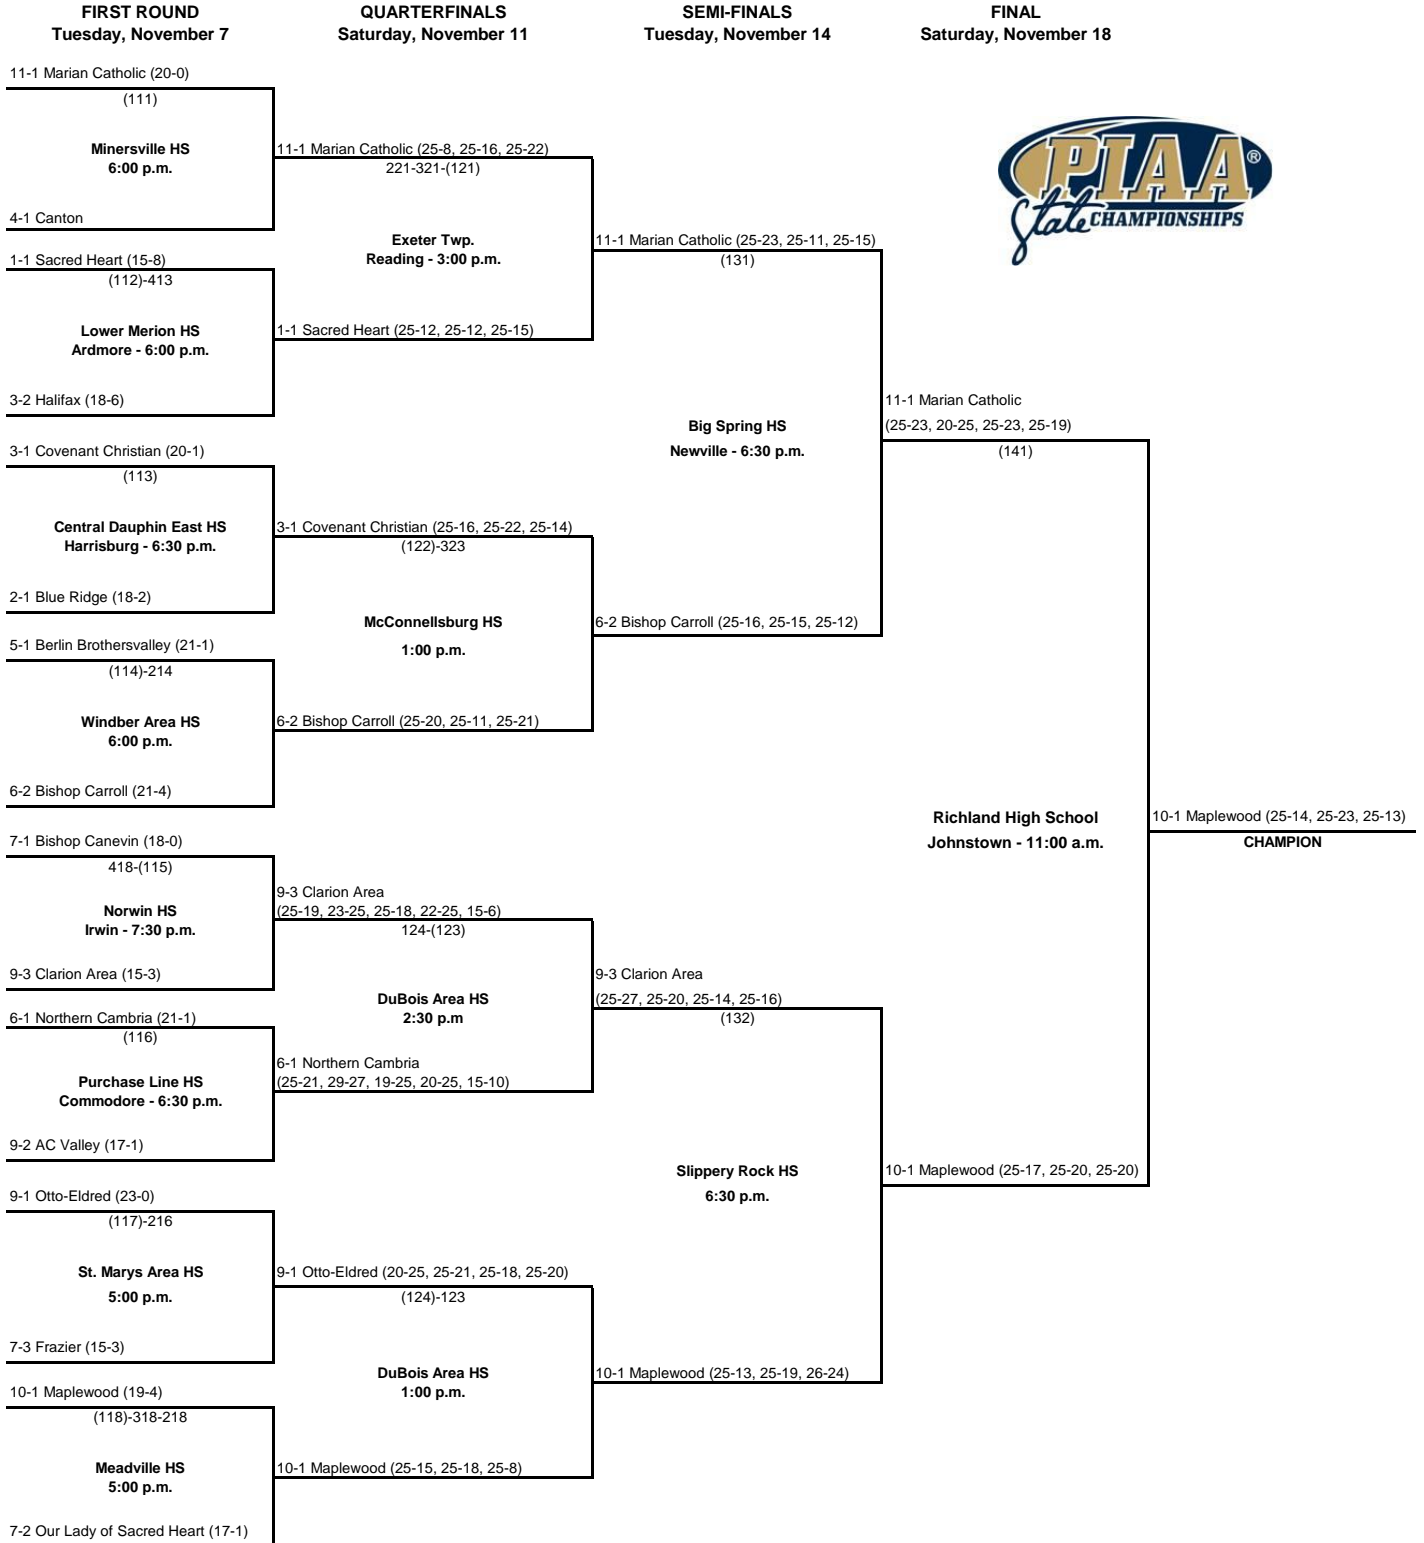 FIRST ROUND
Tuesday, November 7
QUARTERFINALS
Saturday, November 11
SEMI-FINALS
Tuesday, November 14
FINAL
Saturday, November 18
PIAA®
State CHAMPIONSHIPS
11-1 Marian Catholic (20-0)
(111)
Minersville HS
6:00 p.m.
4-1 Canton
1-1 Sacred Heart (15-8)
(112)-413
Lower Merion HS
Ardmore - 6:00 p.m.
3-2 Halifax (18-6)
3-1 Covenant Christian (20-1)
(113)
Central Dauphin East HS
Harrisburg - 6:30 p.m.
2-1 Blue Ridge (18-2)
5-1 Berlin Brothersvalley (21-1)
(114)-214
Windber Area HS
6:00 p.m.
6-2 Bishop Carroll (21-4)
7-1 Bishop Canevin (18-0)
418-(115)
Norwin HS
Irwin - 7:30 p.m.
9-3 Clarion Area (15-3)
6-1 Northern Cambria (21-1)
(116)
Purchase Line HS
Commodore - 6:30 p.m.
9-2 AC Valley (17-1)
9-1 Otto-Eldred (23-0)
(117)-216
St. Marys Area HS
5:00 p.m.
7-3 Frazier (15-3)
10-1 Maplewood (19-4)
(118)-318-218
Meadville HS
5:00 p.m.
7-2 Our Lady of Sacred Heart (17-1)
11-1 Marian Catholic (25-8, 25-16, 25-22)
221-321-(121)
Exeter Twp.
Reading - 3:00 p.m.
1-1 Sacred Heart (25-12, 25-12, 25-15)
3-1 Covenant Christian (25-16, 25-22, 25-14)
(122)-323
McConnellsburg HS
1:00 p.m.
6-2 Bishop Carroll (25-20, 25-11, 25-21)
9-3 Clarion Area
(25-19, 23-25, 25-18, 22-25, 15-6)
124-(123)
DuBois Area HS
2:30 p.m
6-1 Northern Cambria
(25-21, 29-27, 19-25, 20-25, 15-10)
9-1 Otto-Eldred (20-25, 25-21, 25-18, 25-20)
(124)-123
DuBois Area HS
1:00 p.m.
10-1 Maplewood (25-15, 25-18, 25-8)
11-1 Marian Catholic (25-23, 25-11, 25-15)
(131)
Big Spring HS
Newville - 6:30 p.m.
6-2 Bishop Carroll (25-16, 25-15, 25-12)
9-3 Clarion Area
(25-27, 25-20, 25-14, 25-16)
(132)
Slippery Rock HS
6:30 p.m.
10-1 Maplewood (25-13, 25-19, 26-24)
11-1 Marian Catholic
(25-23, 20-25, 25-23, 25-19)
(141)
Richland High School
Johnstown - 11:00 a.m.
10-1 Maplewood (25-17, 25-20, 25-20)
10-1 Maplewood (25-14, 25-23, 25-13)
CHAMPION